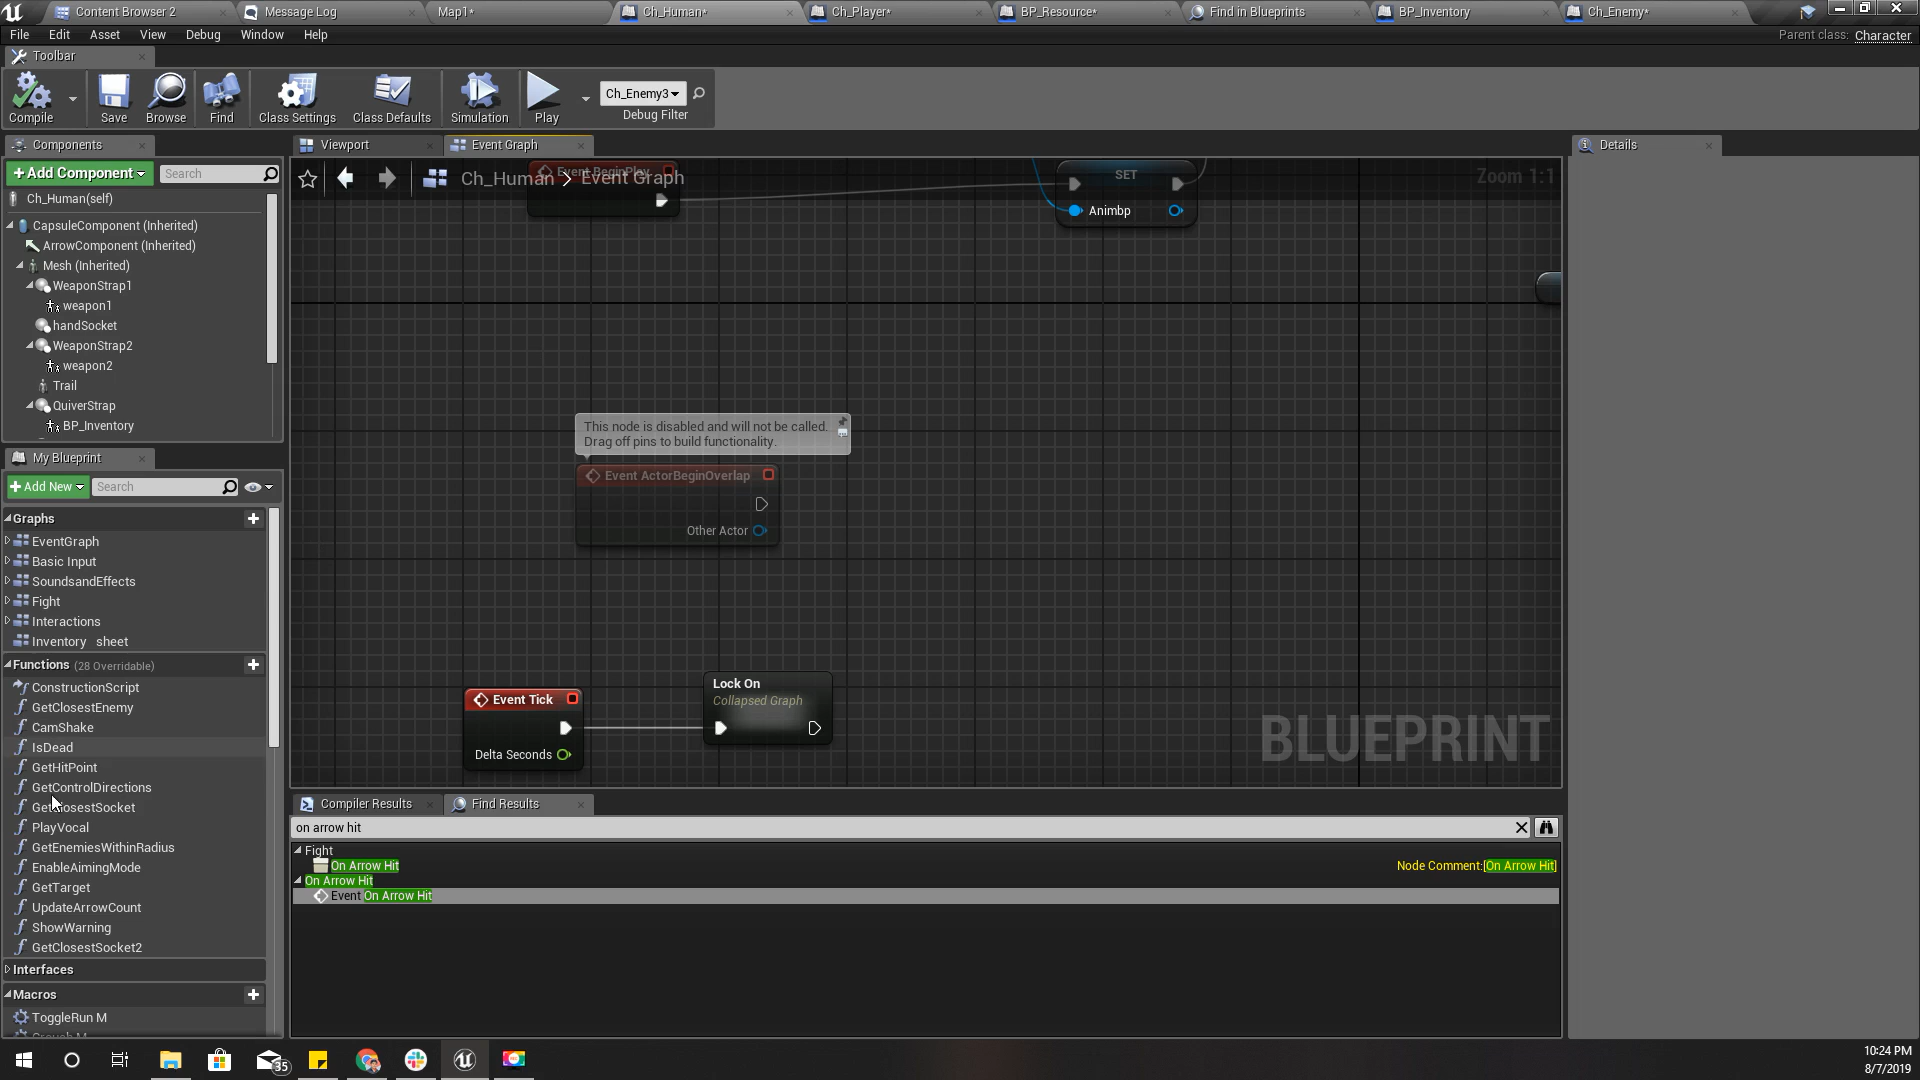 Content Browser 2
Message Log
Map1*
Ch_Human*
Ch_Player*
BP_Resource*
Find in Blueprints
BP_Inventory
Ch_Enemy*
File
Edit
Asset
View
Debug
Window
Help
Parent class: Character
Toolbar
Compile
Save
Browse
Find
Class Settings
Class Defaults
Simulation
Play
Ch_Enemy3
Debug Filter
Components
+Add Component
Search
Ch_Human(self)
CapsuleComponent (Inherited)
ArrowComponent (Inherited)
Mesh (Inherited)
WeaponStrap1
weapon1
handSocket
WeaponStrap2
weapon2
Trail
QuiverStrap
BP_Inventory
My Blueprint
+Add New
Search
Graphs
EventGraph
Basic Input
SoundsandEffects
Fight
Interactions
Inventory sheet
Functions (28 Overridable)
ConstructionScript
GetClosestEnemy
CamShake
IsDead
GetHitPoint
GetControlDirections
GetClosestSocket
PlayVocal
GetEnemiesWithinRadius
EnableAimingMode
GetTarget
UpdateArrowCount
ShowWarning
GetClosestSocket2
Interfaces
Macros
ToggleRun M
Viewport
Event Graph
Ch_Human > Event Graph
Zoom 1:1
Event BeginPlay
SET
Animbp
This node is disabled and will not be called.
Drag off pins to build functionality.
Event ActorBeginOverlap
Other Actor
Event Tick
Delta Seconds
Lock On
Collapsed Graph
BLUEPRINT
Compiler Results
Find Results
on arrow hit
Fight
On Arrow Hit
Node Comment:[On Arrow Hit]
On Arrow Hit
Event On Arrow Hit
Details
35
10:24 PM
8/7/2019